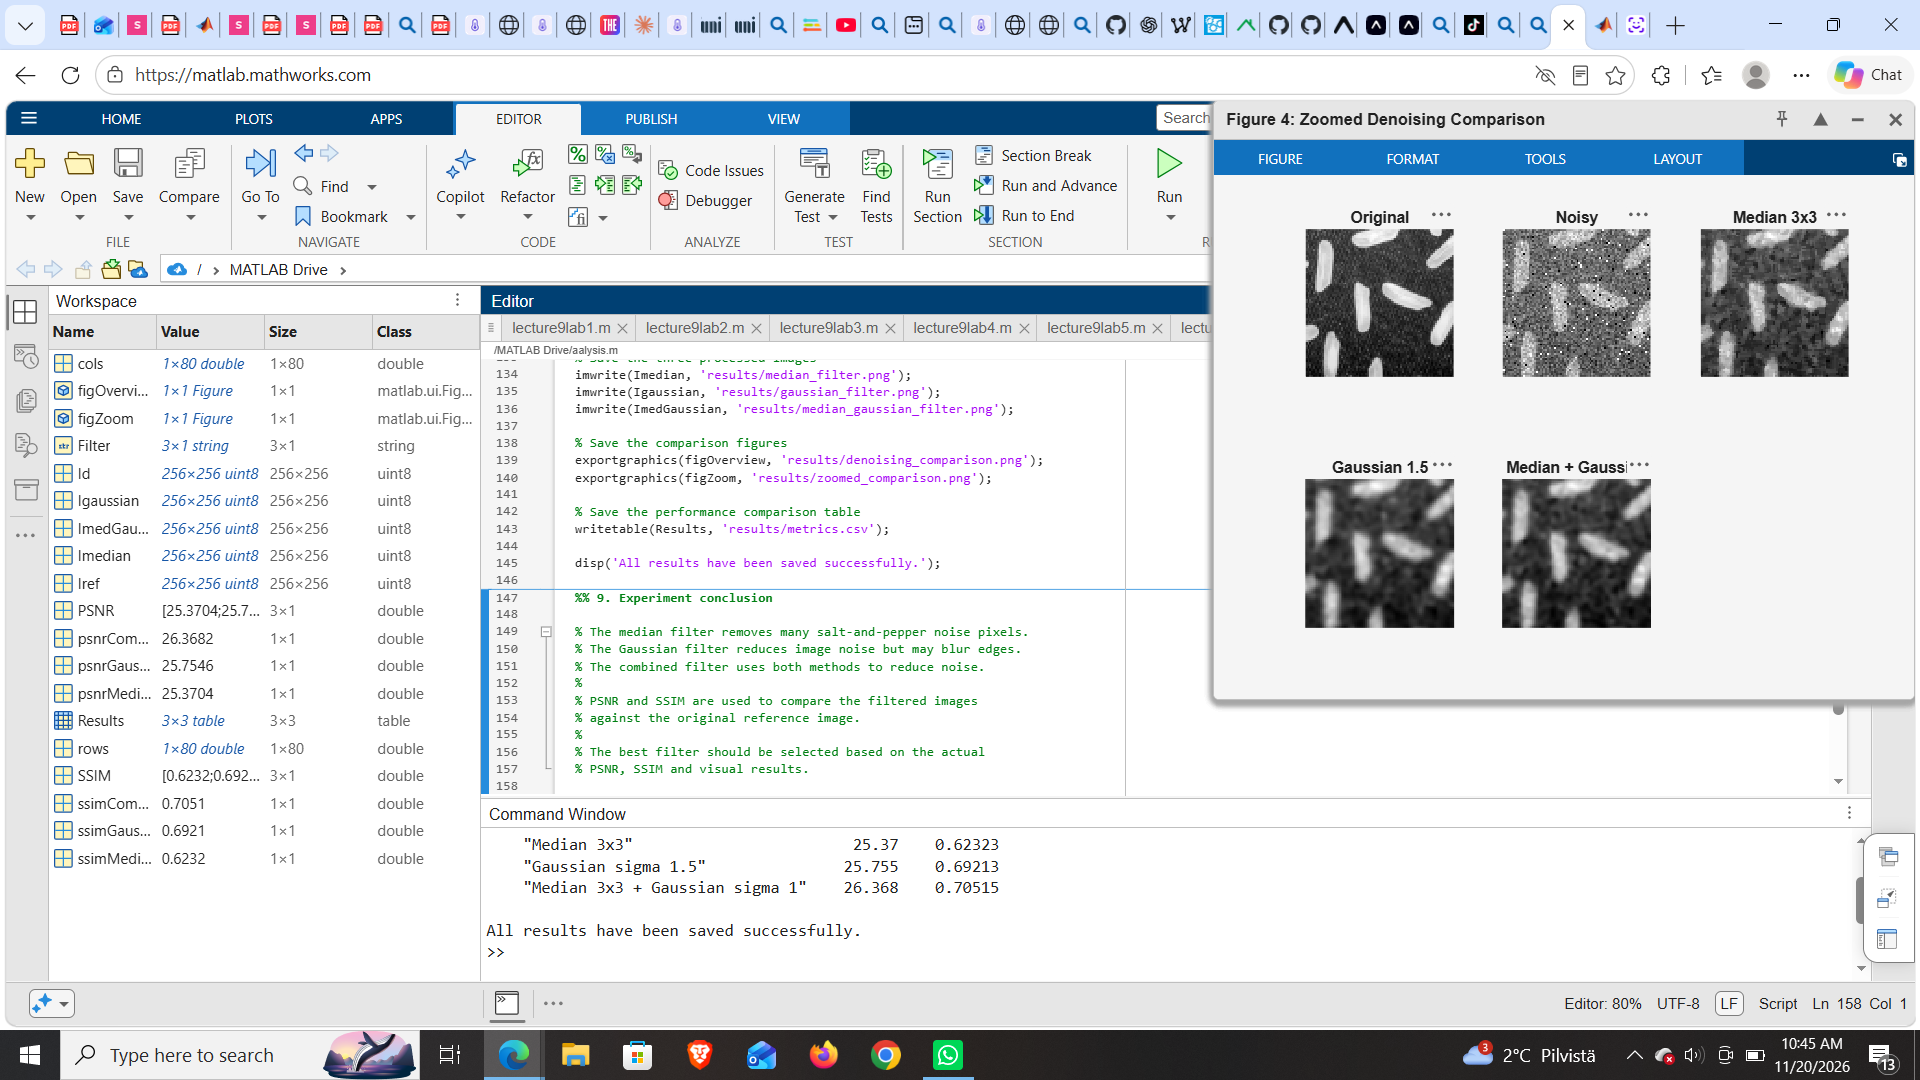 https://matlab.mathworks.com
Chat
HOME
PLOTS
APPS
EDITOR
PUBLISH
VIEW
Search
New
Open
Save
Compare
Go To
Find
Bookmark
Copilot
Refactor
Code Issues
Debugger
Generate Test
Find Tests
Run Section
Section Break
Run and Advance
Run to End
Run
FILE
NAVIGATE
CODE
ANALYZE
TEST
SECTION
R
/ › MATLAB Drive ›
Workspace
Name Value Size Class
cols 1×80 double 1×80 double
figOvervi... 1×1 Figure 1×1 matlab.ui.Fig...
figZoom 1×1 Figure 1×1 matlab.ui.Fig...
Filter 3×1 string 3×1 string
Id 256×256 uint8 256×256 uint8
Igaussian 256×256 uint8 256×256 uint8
ImedGau... 256×256 uint8 256×256 uint8
Imedian 256×256 uint8 256×256 uint8
Iref 256×256 uint8 256×256 uint8
PSNR [25.3704;25.7... 3×1 double
psnrCom... 26.3682 1×1 double
psnrGaus... 25.7546 1×1 double
psnrMedi... 25.3704 1×1 double
Results 3×3 table 3×3 table
rows 1×80 double 1×80 double
SSIM [0.6232;0.692... 3×1 double
ssimCom... 0.7051 1×1 double
ssimGaus... 0.6921 1×1 double
ssimMedi... 0.6232 1×1 double
Editor
lecture9lab1.m
lecture9lab2.m
lecture9lab3.m
lecture9lab4.m
lecture9lab5.m
lectu
/MATLAB Drive/aalysis.m
133 % Save the three processed images
134 imwrite(Imedian, 'results/median_filter.png');
135 imwrite(Igaussian, 'results/gaussian_filter.png');
136 imwrite(ImedGaussian, 'results/median_gaussian_filter.png');
137
138 % Save the comparison figures
139 exportgraphics(figOverview, 'results/denoising_comparison.png');
140 exportgraphics(figZoom, 'results/zoomed_comparison.png');
141
142 % Save the performance comparison table
143 writetable(Results, 'results/metrics.csv');
144
145 disp('All results have been saved successfully.');
146
147 %% 9. Experiment conclusion
148
149 % The median filter removes many salt-and-pepper noise pixels.
150 % The Gaussian filter reduces image noise but may blur edges.
151 % The combined filter uses both methods to reduce noise.
152 %
153 % PSNR and SSIM are used to compare the filtered images
154 % against the original reference image.
155 %
156 % The best filter should be selected based on the actual
157 % PSNR, SSIM and visual results.
158
Command Window
"Median 3x3" 25.37 0.62323
"Gaussian sigma 1.5" 25.755 0.69213
"Median 3x3 + Gaussian sigma 1" 26.368 0.70515
All results have been saved successfully.
>>
Figure 4: Zoomed Denoising Comparison
FIGURE
FORMAT
TOOLS
LAYOUT
Original
Noisy
Median 3x3
Gaussian 1.5
Median + Gaussi
Editor: 80% UTF-8 LF Script Ln 158 Col 1
Type here to search
3
2°C Pilvistä
10:45 AM
11/20/2026
13